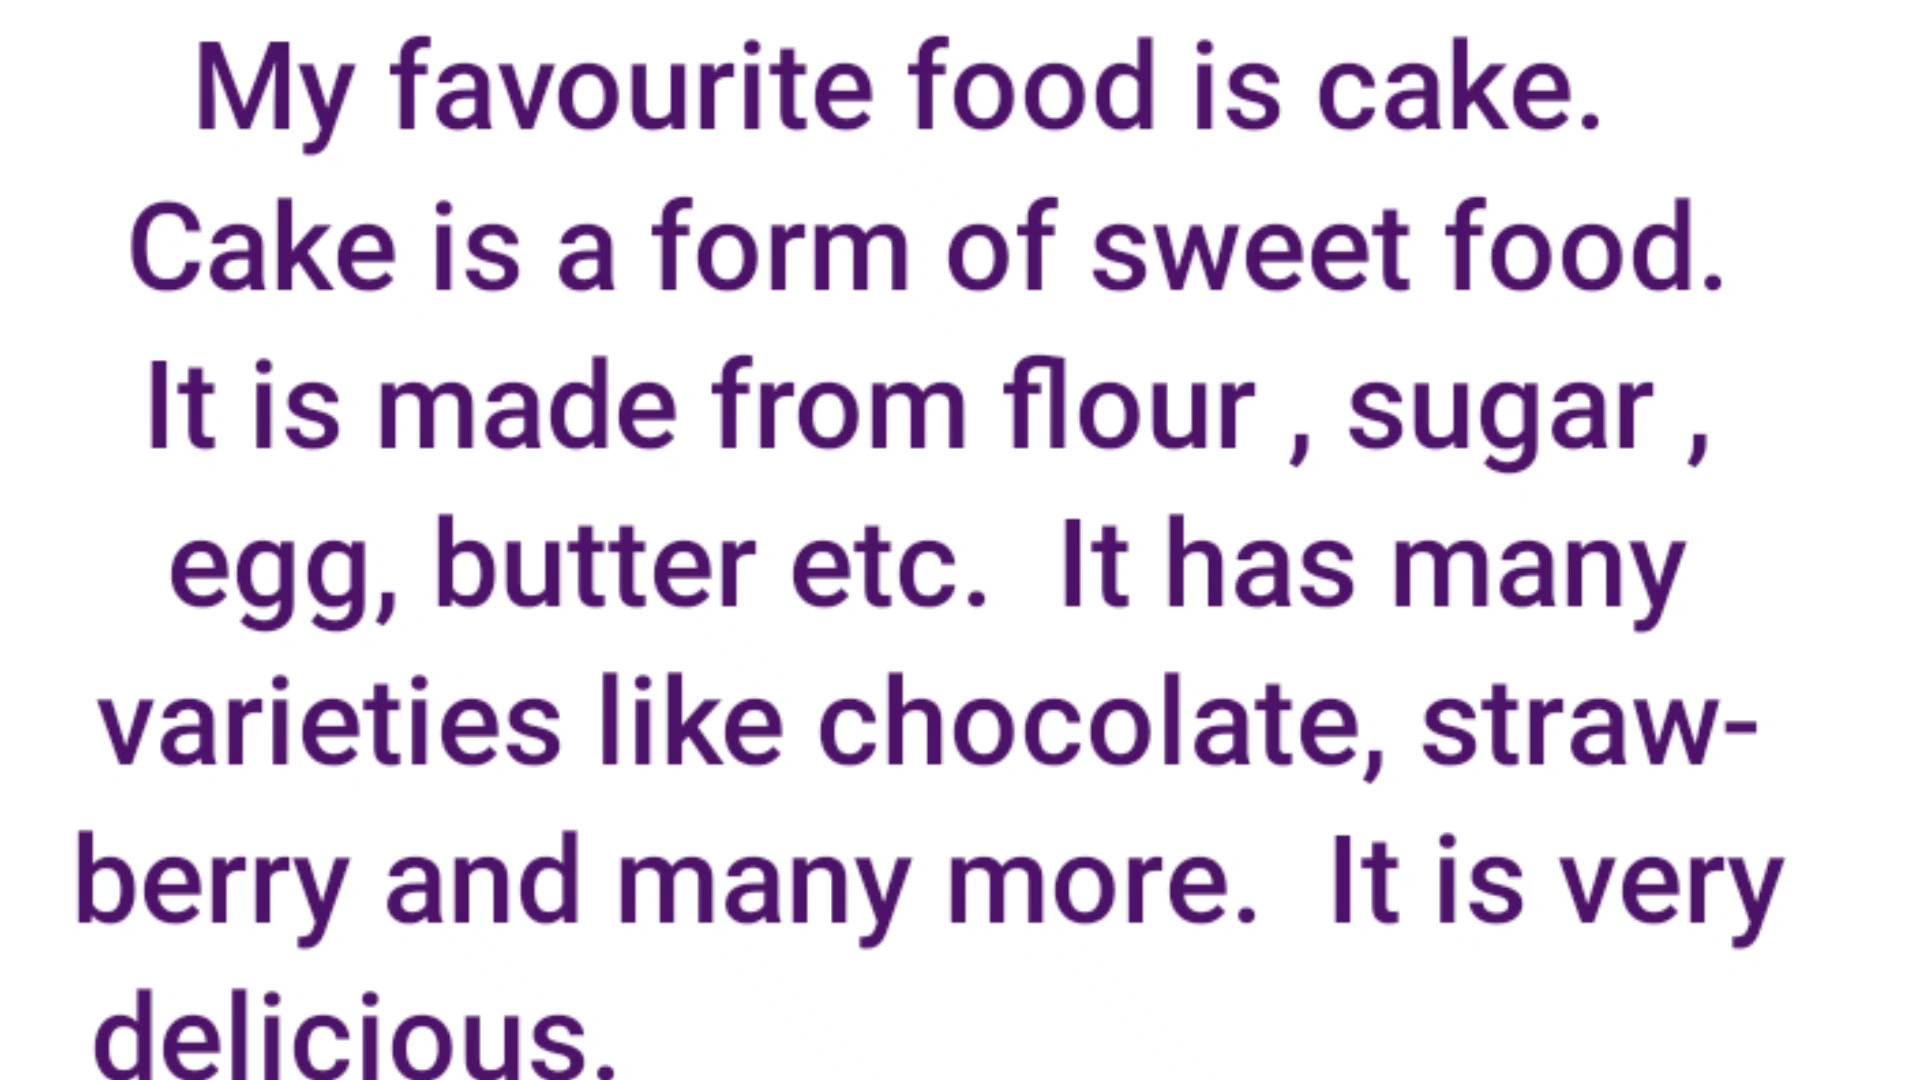 My favourite food is cake.
Cake is a form of sweet food.
It is made from flour , sugar ,
egg, butter etc.  It has many
varieties like chocolate, straw-
berry and many more.  It is very
delicious.